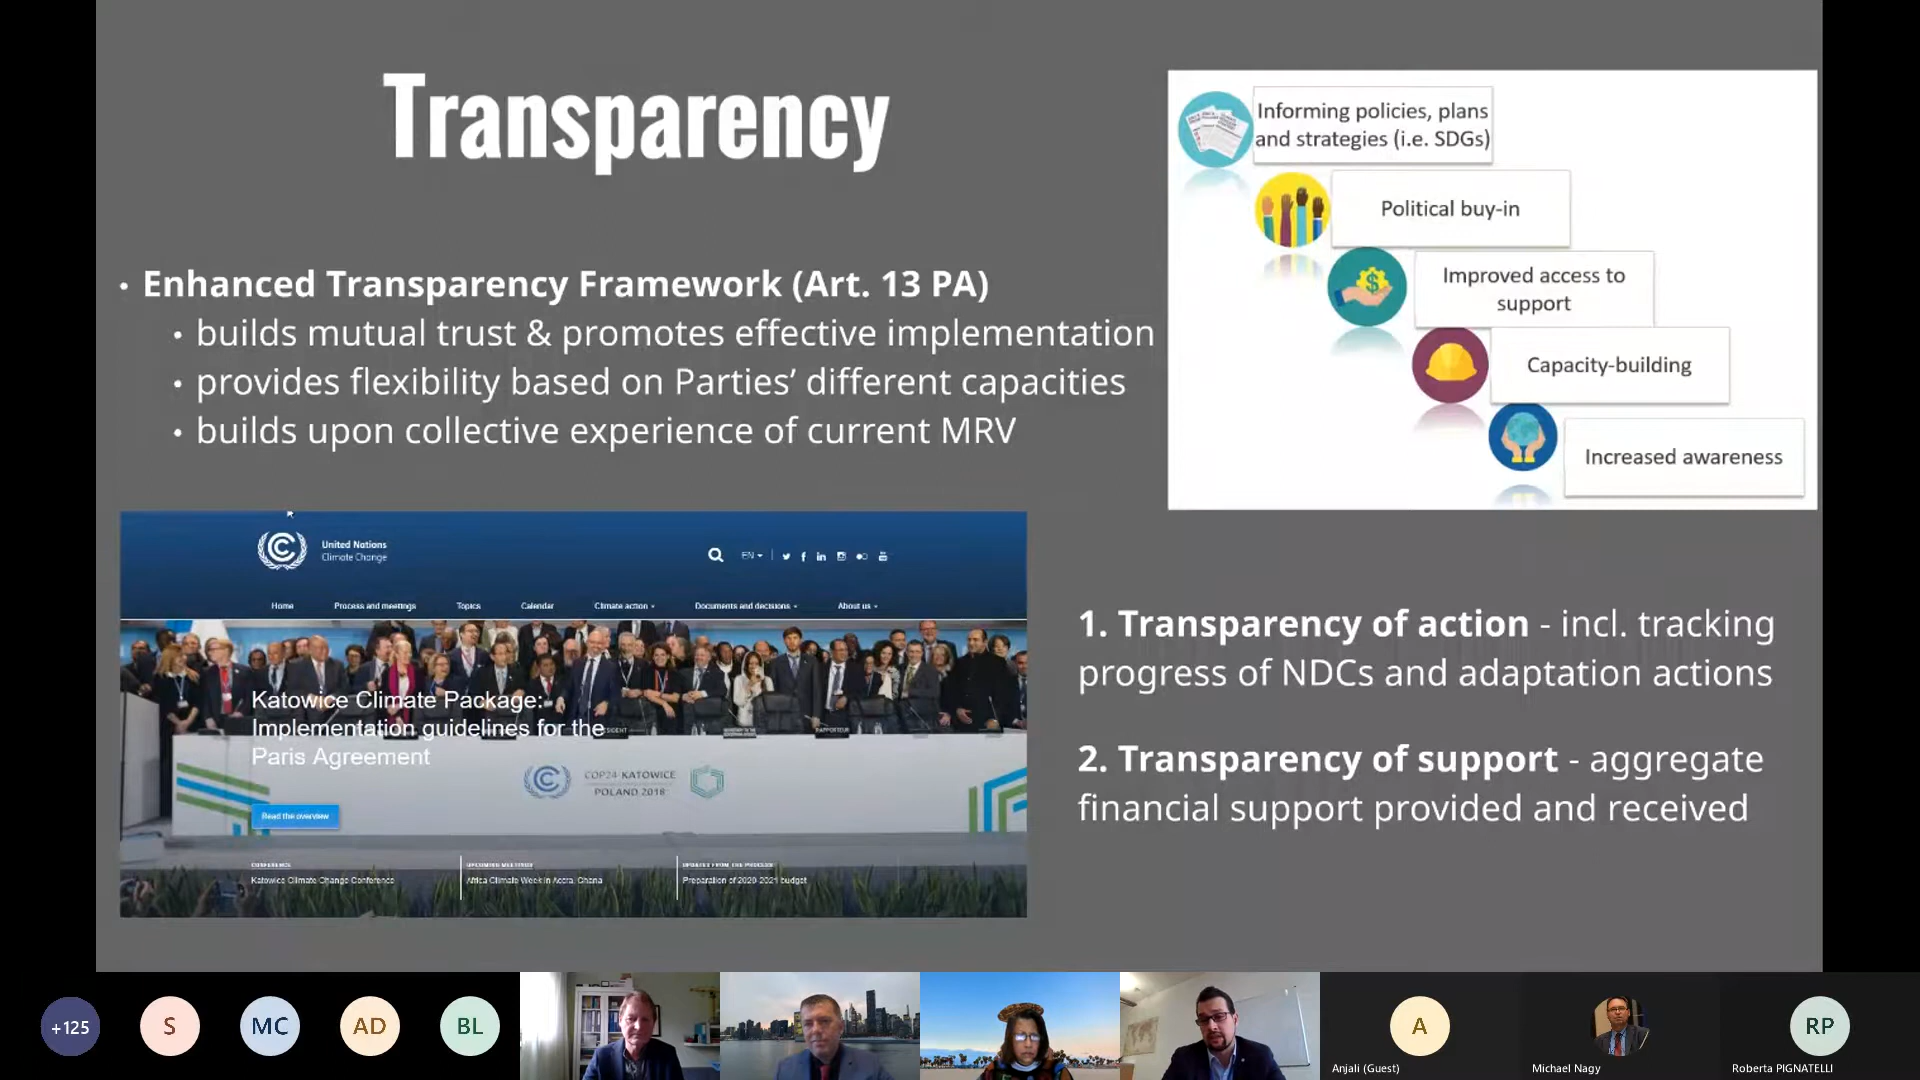 Transparency
• Enhanced Transparency Framework (Art. 13 PA)
• builds mutual trust & promotes effective implementation
• provides flexibility based on Parties’ different capacities
• builds upon collective experience of current MRV
Informing policies, plans
and strategies (i.e. SDGs)
Political buy-in
Improved access to
support
Capacity-building
Increased awareness
United Nations
Climate Change
EN
Home Process and meetings Topics Calendar Climate action Documents and decisions About us
Katowice Climate Package:
Implementation guidelines for the
Paris Agreement
RAPPORTEUR
COP24·KATOWICE
POLAND 2018
Read the overview
CONFERENCE UPCOMING MEETINGS UPDATES FROM THE PROCESS
Katowice Climate Change Conference Africa Climate Week in Accra, Ghana Preparation of 2020-2021 budget
1. Transparency of action - incl. tracking
progress of NDCs and adaptation actions
2. Transparency of support - aggregate
financial support provided and received
+125 S MC AD BL A RP
Anjali (Guest) Michael Nagy Roberta PIGNATELLI